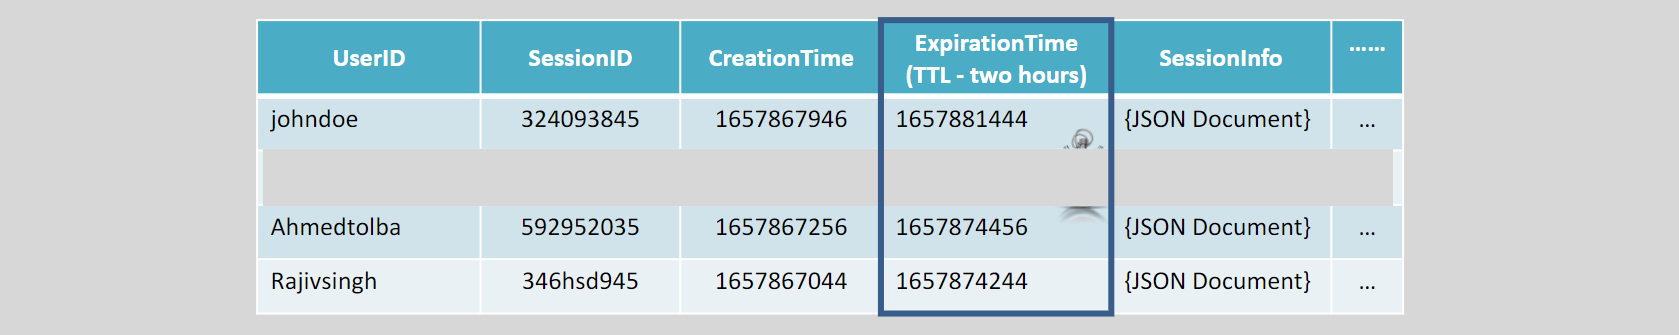 UserID SessionID CreationTime ExpirationTime (TTL - two hours) SessionInfo ......
johndoe 324093845 1657867946 1657881444 {JSON Document} ...
Ahmedtolba 592952035 1657867256 1657874456 {JSON Document} ...
Rajivsingh 346hsd945 1657867044 1657874244 {JSON Document} ...